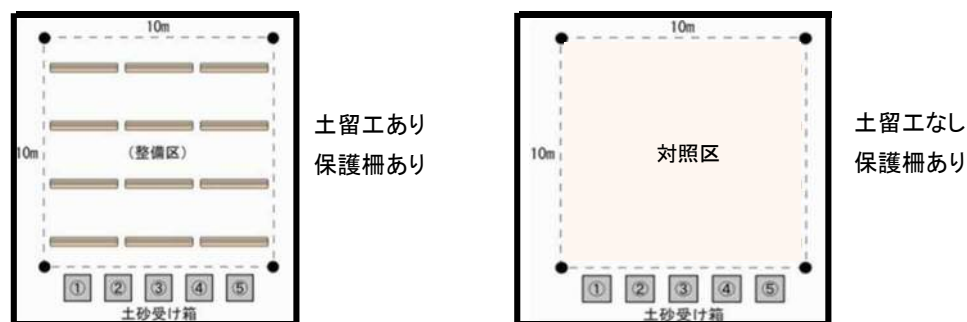 10m
10m
(整備区)
① ② ③ ④ ⑤
土砂受け箱
土留工あり
保護柵あり
10m
10m
対照区
① ② ③ ④ ⑤
土砂受け箱
土留工なし
保護柵あり